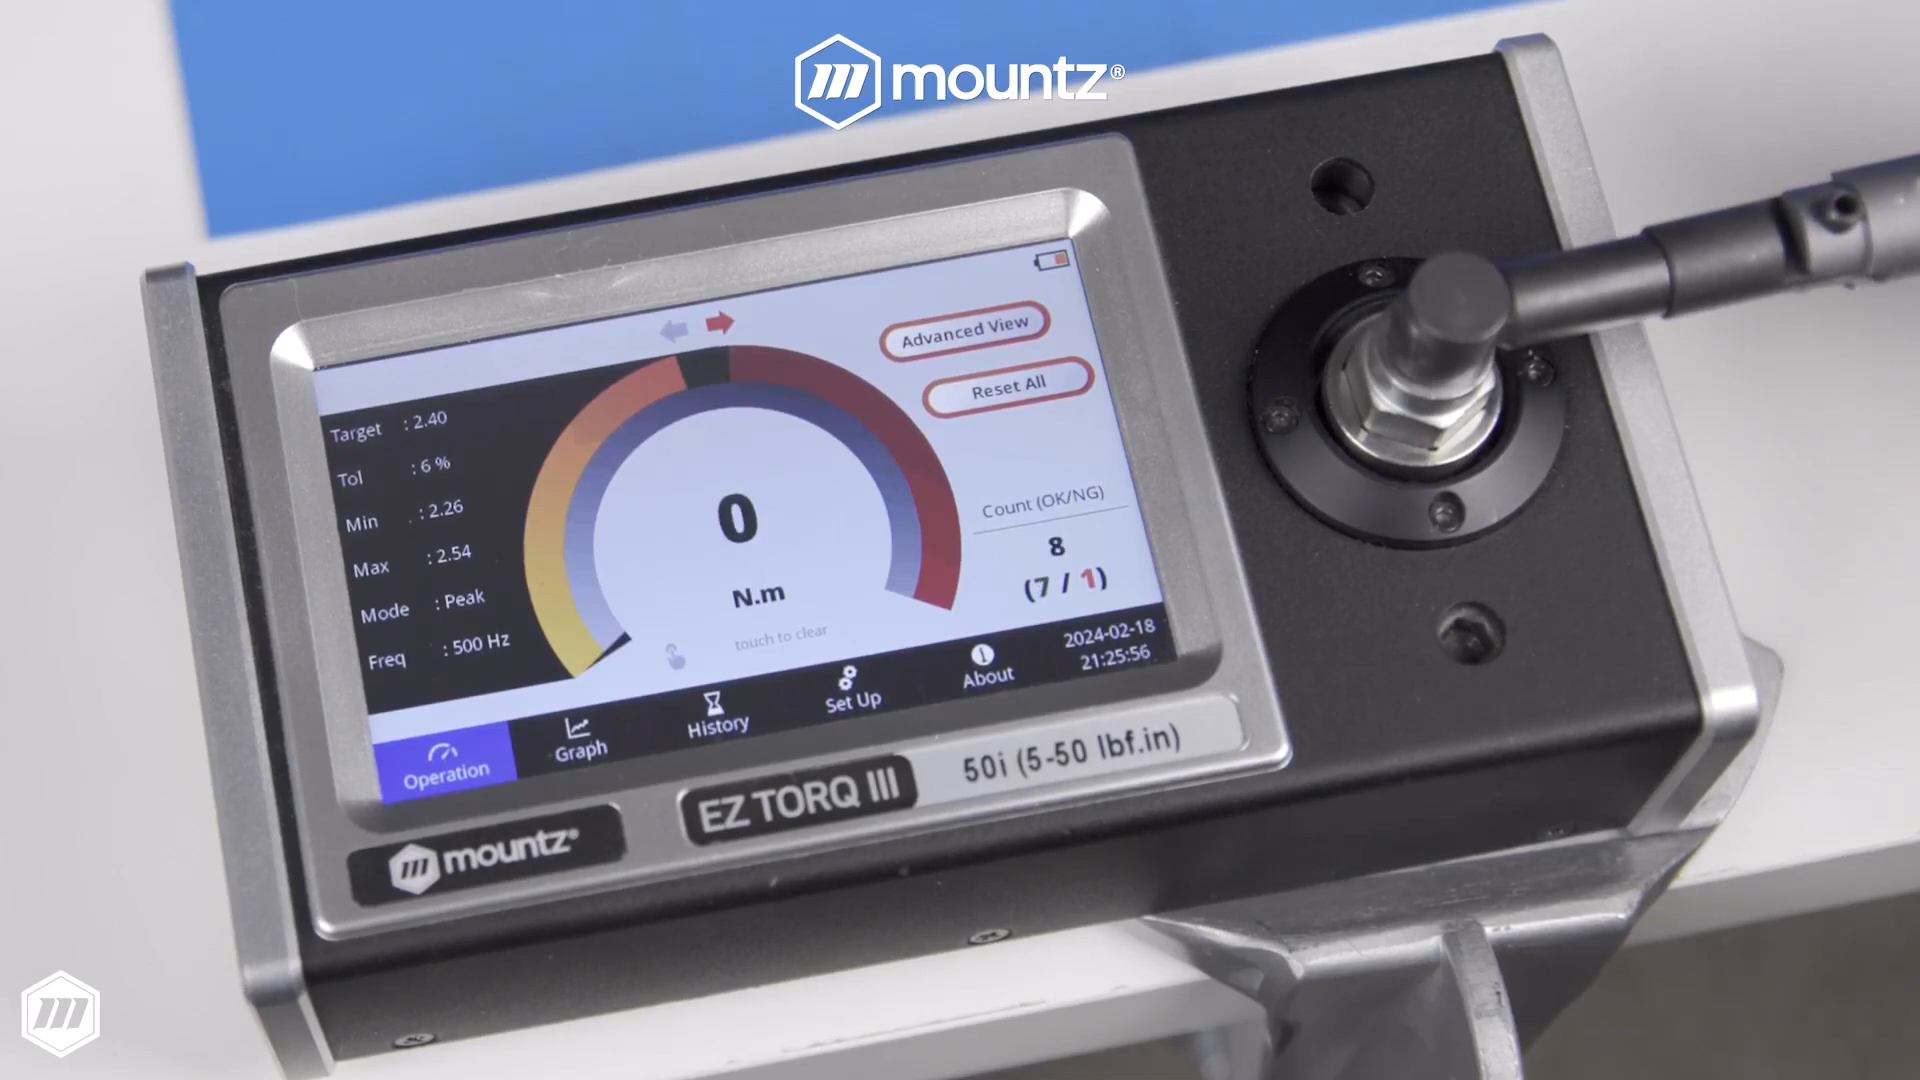 mountz®
Advanced View
Reset All
Target : 2.40
Tol : 6 %
Min : 2.26
Max : 2.54
Mode : Peak
Freq : 500 Hz
0
N.m
touch to clear
Count (OK/NG)
8
(7 / 1)
Operation
Graph
History
Set Up
About
2024-02-18
21:25:56
mountz®
EZ TORQ III
50i (5-50 lbf.in)